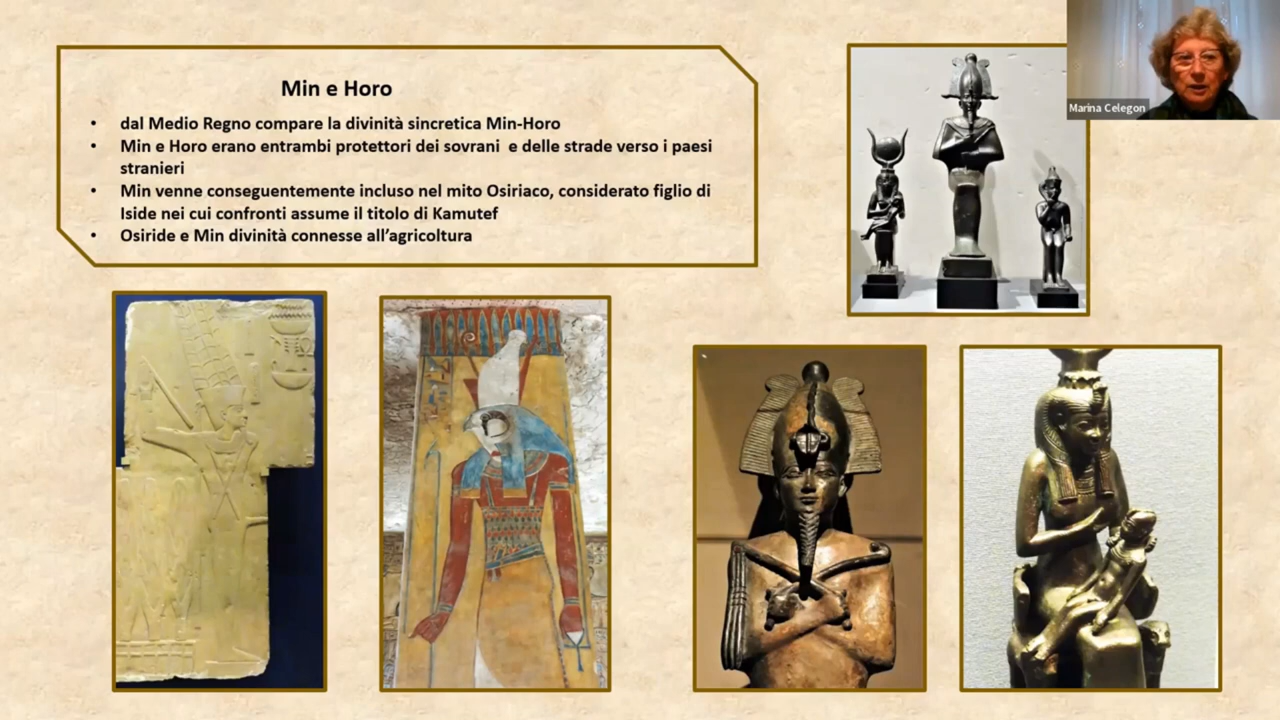 Min e Horo
• dal Medio Regno compare la divinità sincretica Min-Horo
• Min e Horo erano entrambi protettori dei sovrani e delle strade verso i paesi
stranieri
• Min venne conseguentemente incluso nel mito Osiriaco, considerato figlio di
Iside nei cui confronti assume il titolo di Kamutef
• Osiride e Min divinità connesse all'agricoltura
Marina Celegon